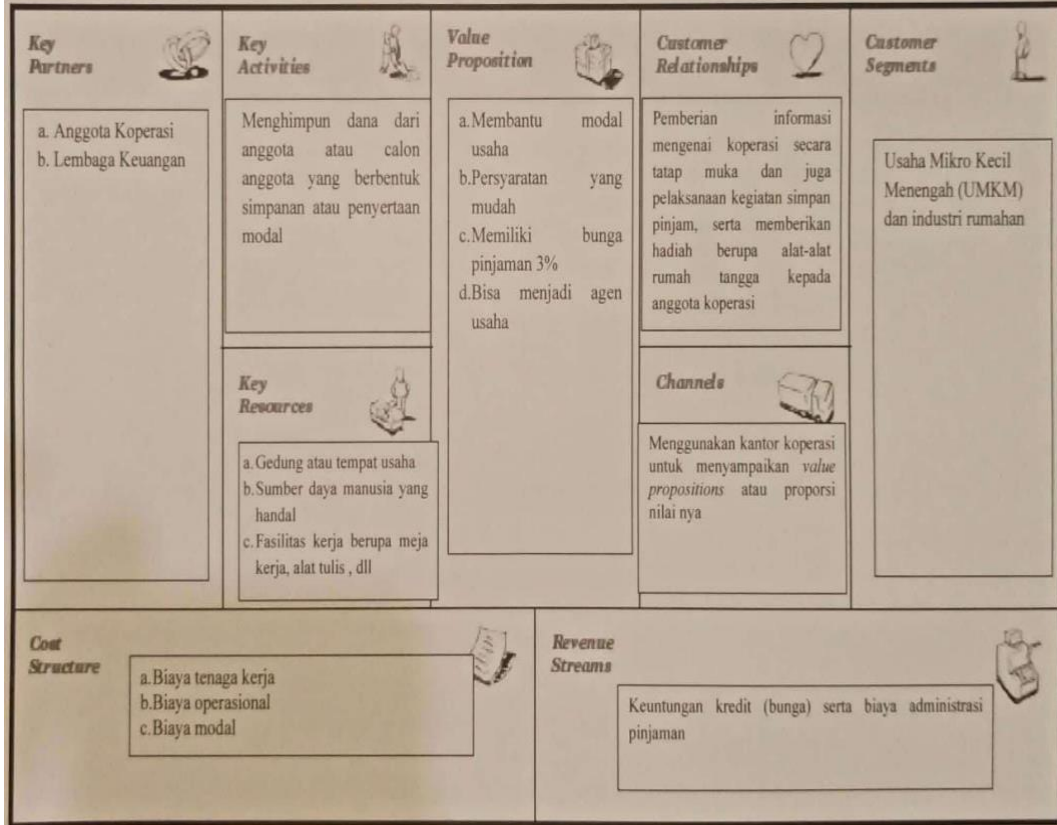 Key
Partners
a. Anggota Koperasi
b. Lembaga Keuangan
Key
Activities
Menghimpun dana dari
anggota atau calon
anggota yang berbentuk
simpanan atau penyertaan
modal
Key
Resources
a. Gedung atau tempat usaha
b. Sumber daya manusia yang
handal
c. Fasilitas kerja berupa meja
kerja, alat tulis , dll
Value
Proposition
a. Membantu modal
usaha
b. Persyaratan yang
mudah
c. Memiliki bunga
pinjaman 3%
d. Bisa menjadi agen
usaha
Customer
Relationships
Pemberian informasi
mengenai koperasi secara
tatap muka dan juga
pelaksanaan kegiatan simpan
pinjam, serta memberikan
hadiah berupa alat-alat
rumah tangga kepada
anggota koperasi
Channels
Menggunakan kantor koperasi
untuk menyampaikan value
propositions atau proporsi
nilai nya
Customer
Segments
Usaha Mikro Kecil
Menengah (UMKM)
dan industri rumahan
Cost
Structure
a. Biaya tenaga kerja
b. Biaya operasional
c. Biaya modal
Revenue
Streams
Keuntungan kredit (bunga) serta biaya administrasi
pinjaman